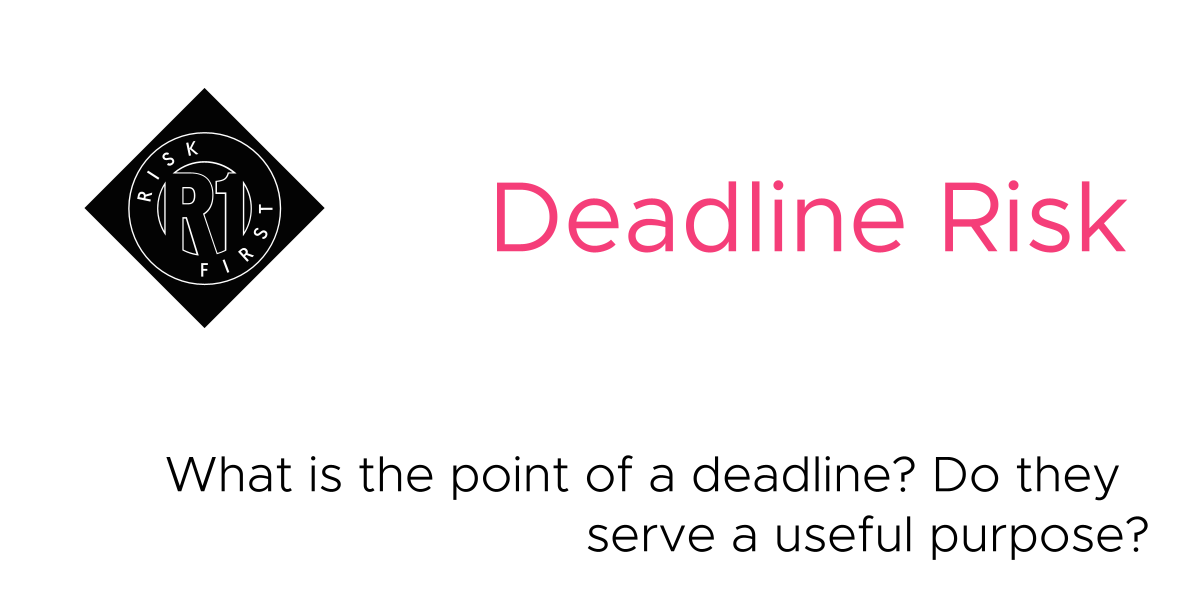 RISK
R1
FIRST
Deadline Risk
What is the point of a deadline? Do they
serve a useful purpose?